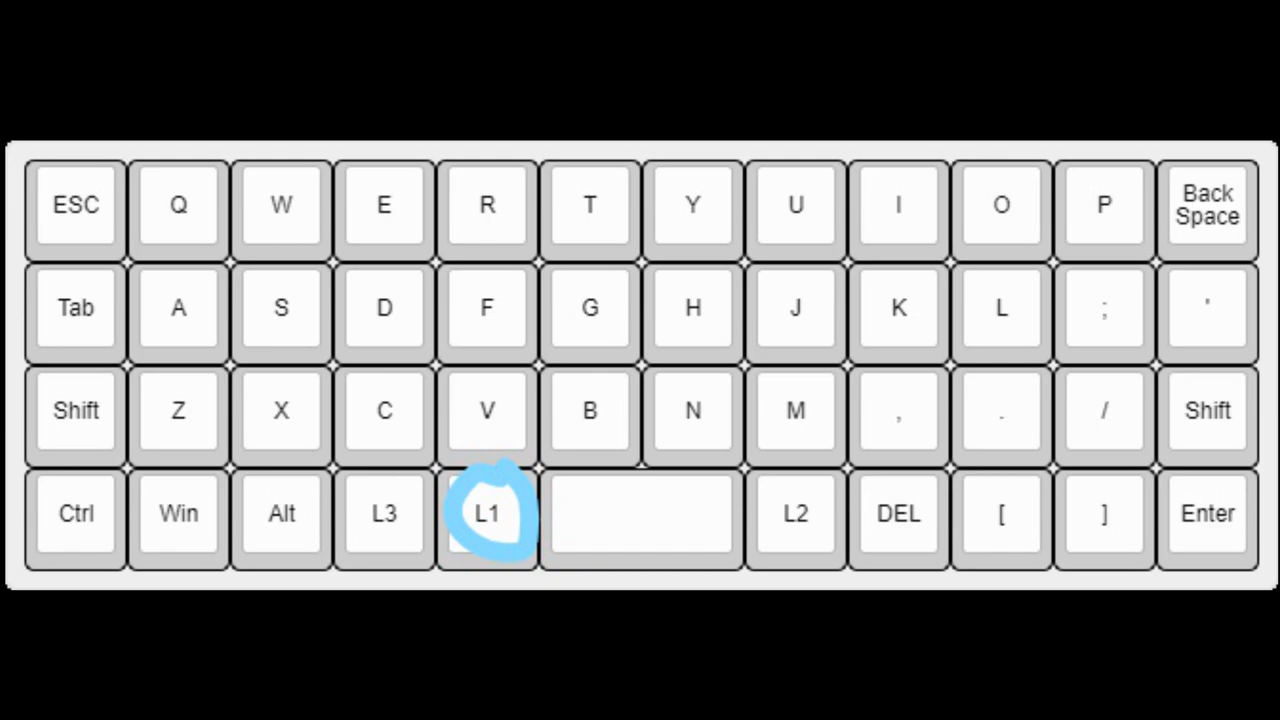 ESC Q W E R T Y U I O P Back Space
Tab A S D F G H J K L ; '
Shift Z X C V B N M , . / Shift
Ctrl Win Alt L3 L1 L2 DEL [ ] Enter